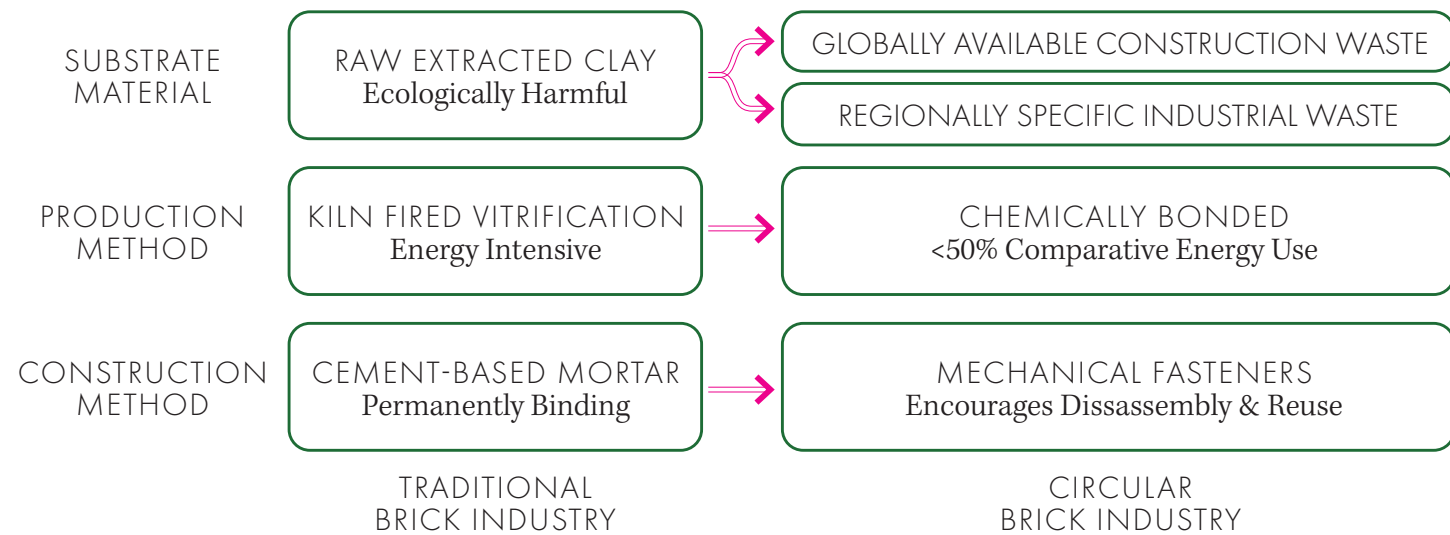 SUBSTRATE
MATERIAL
RAW EXTRACTED CLAY
Ecologically Harmful
GLOBALLY AVAILABLE CONSTRUCTION WASTE
REGIONALLY SPECIFIC INDUSTRIAL WASTE
PRODUCTION
METHOD
KILN FIRED VITRIFICATION
Energy Intensive
CHEMICALLY BONDED
<50% Comparative Energy Use
CONSTRUCTION
METHOD
CEMENT-BASED MORTAR
Permanently Binding
MECHANICAL FASTENERS
Encourages Dissassembly & Reuse
TRADITIONAL
BRICK INDUSTRY
CIRCULAR
BRICK INDUSTRY